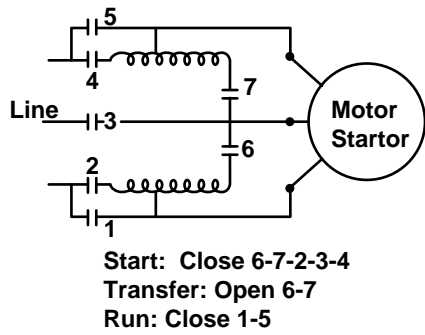 5
4
7
Line
3
Motor
Startor
6
2
1
Start: Close 6-7-2-3-4
Transfer: Open 6-7
Run: Close 1-5